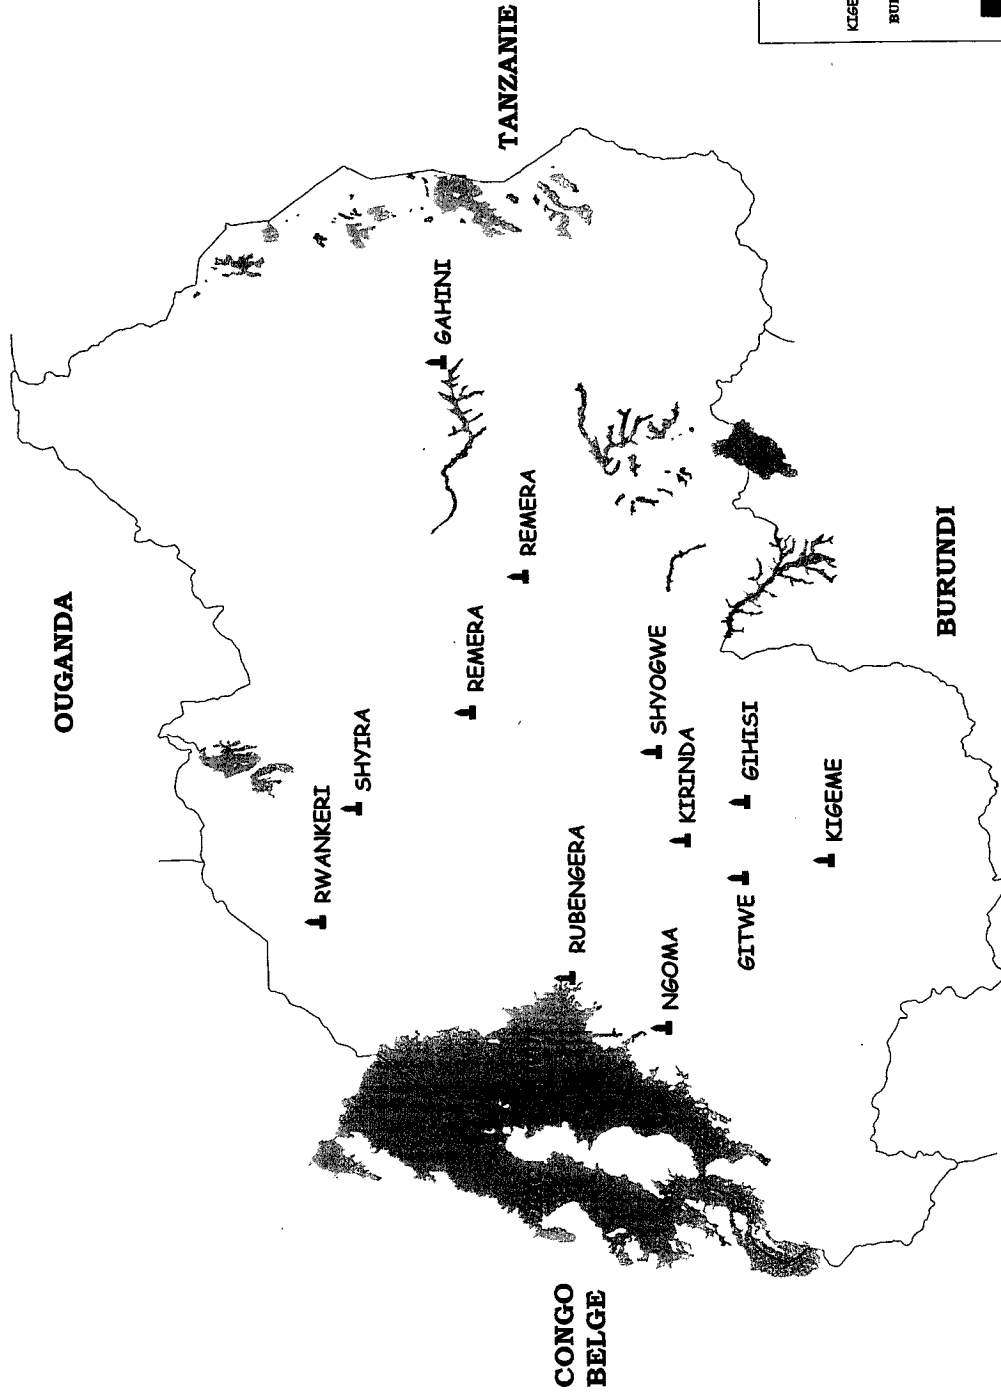 OUGANDA
RWANKERI
SHYIRA
REMERA
GAHINI
TANZANIE
REMERA
RUBENGERA
CONGO
BELGE
NGOMA
KIRINDA
SHYOGWE
GITWE
GIHISI
KIGEME
BURUNDI